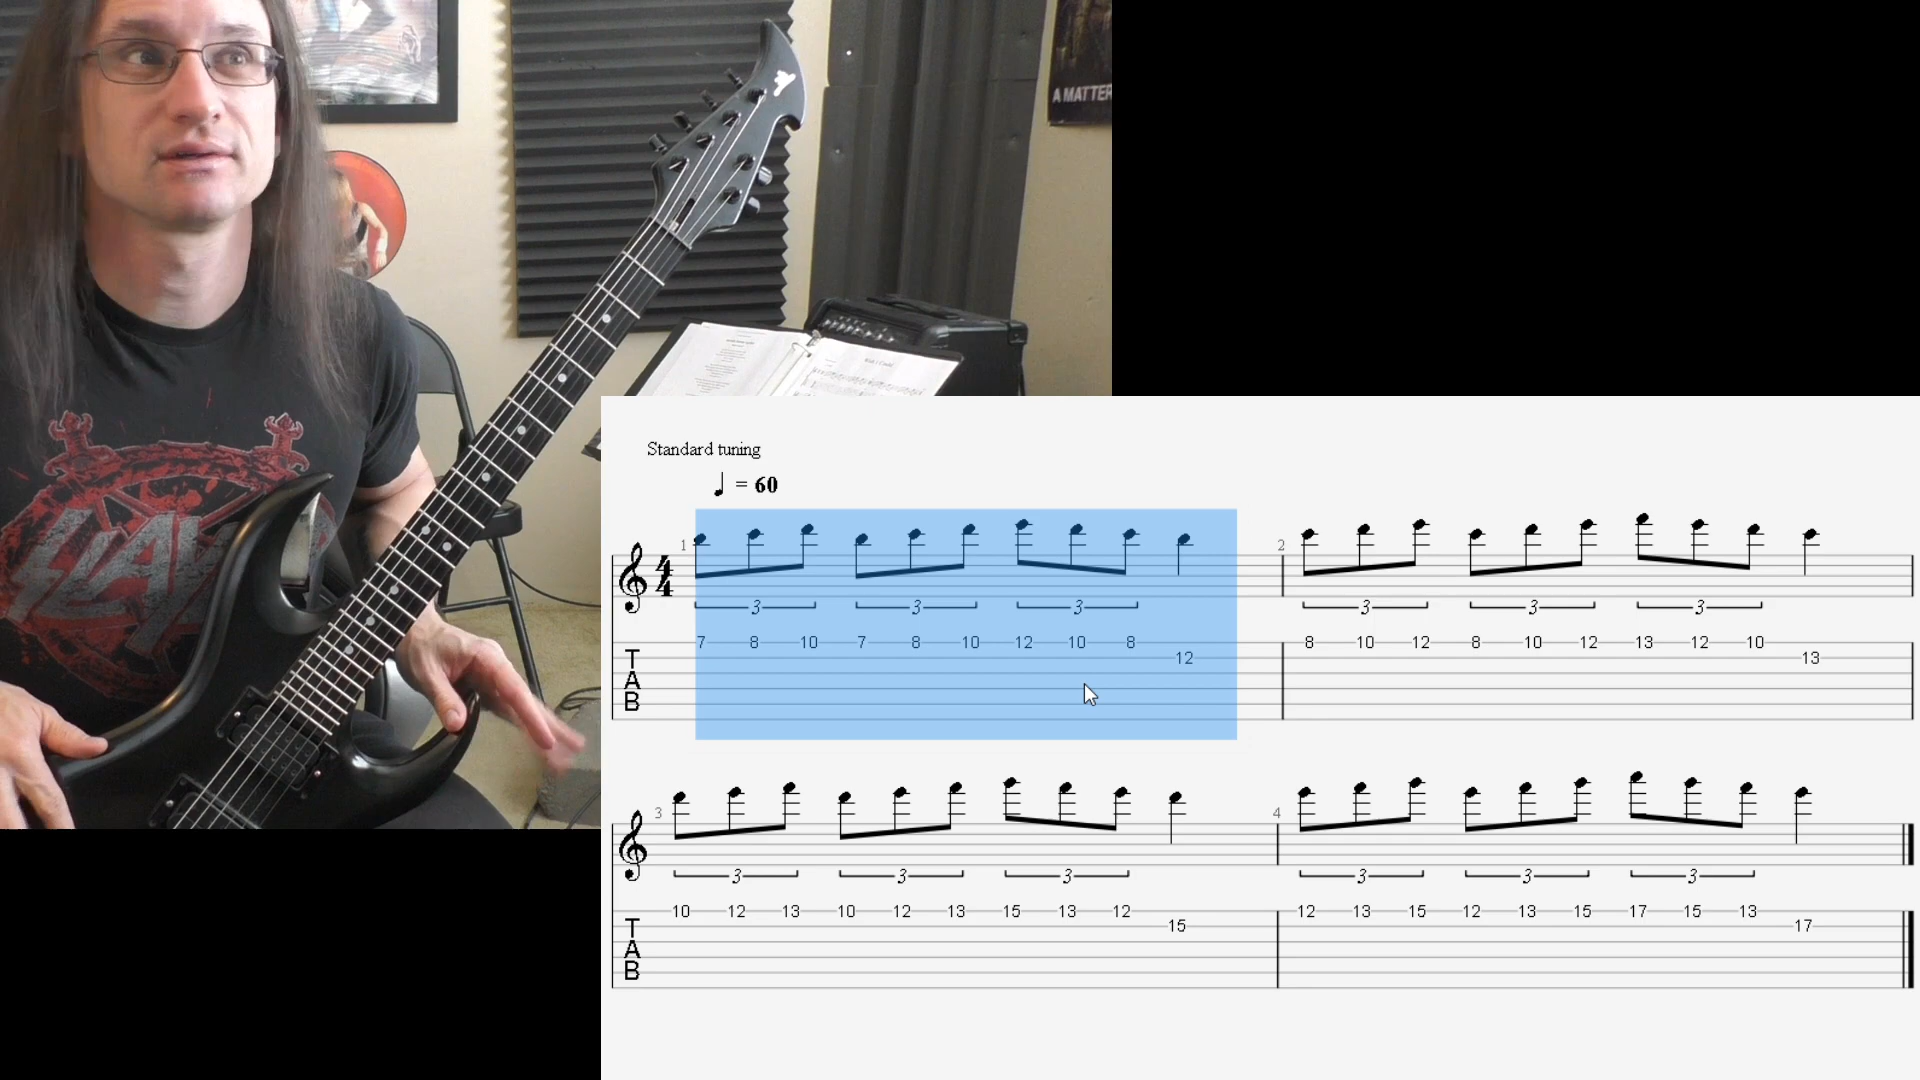 A MATTER
SLAYER
Standard tuning
♩ = 60
1
2
4
4
3 3 3 3 3 3
7 8 10 7 8 10 12 10 8 12 8 10 12 8 10 12 13 12 10 13
T
A
B
3
4
3 3 3 3 3 3
10 12 13 10 12 13 15 13 12 15 12 13 15 12 13 15 17 15 13 17
T
A
B